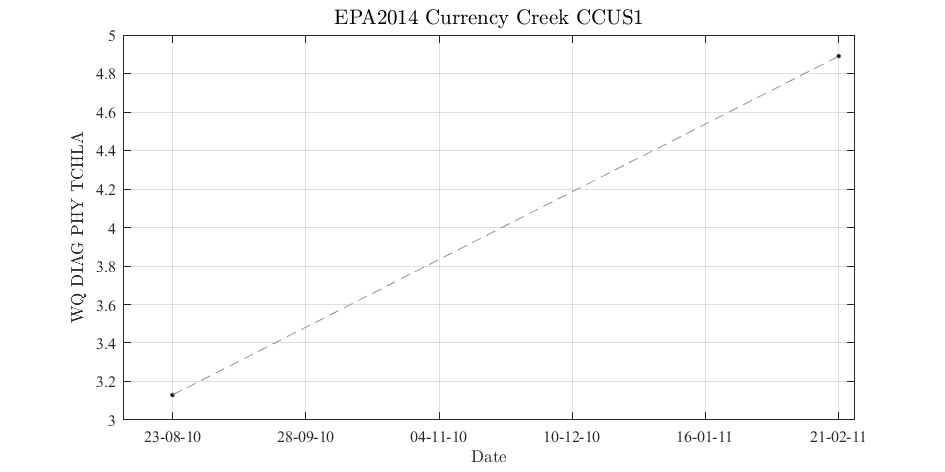 EPA2014 Currency Creek CCUS1
WQ DIAG PHY TCHLA
5
4.8
4.6
4.4
4.2
4
3.8
3.6
3.4
3.2
3
23-08-10 28-09-10 04-11-10 10-12-10 16-01-11 21-02-11
Date